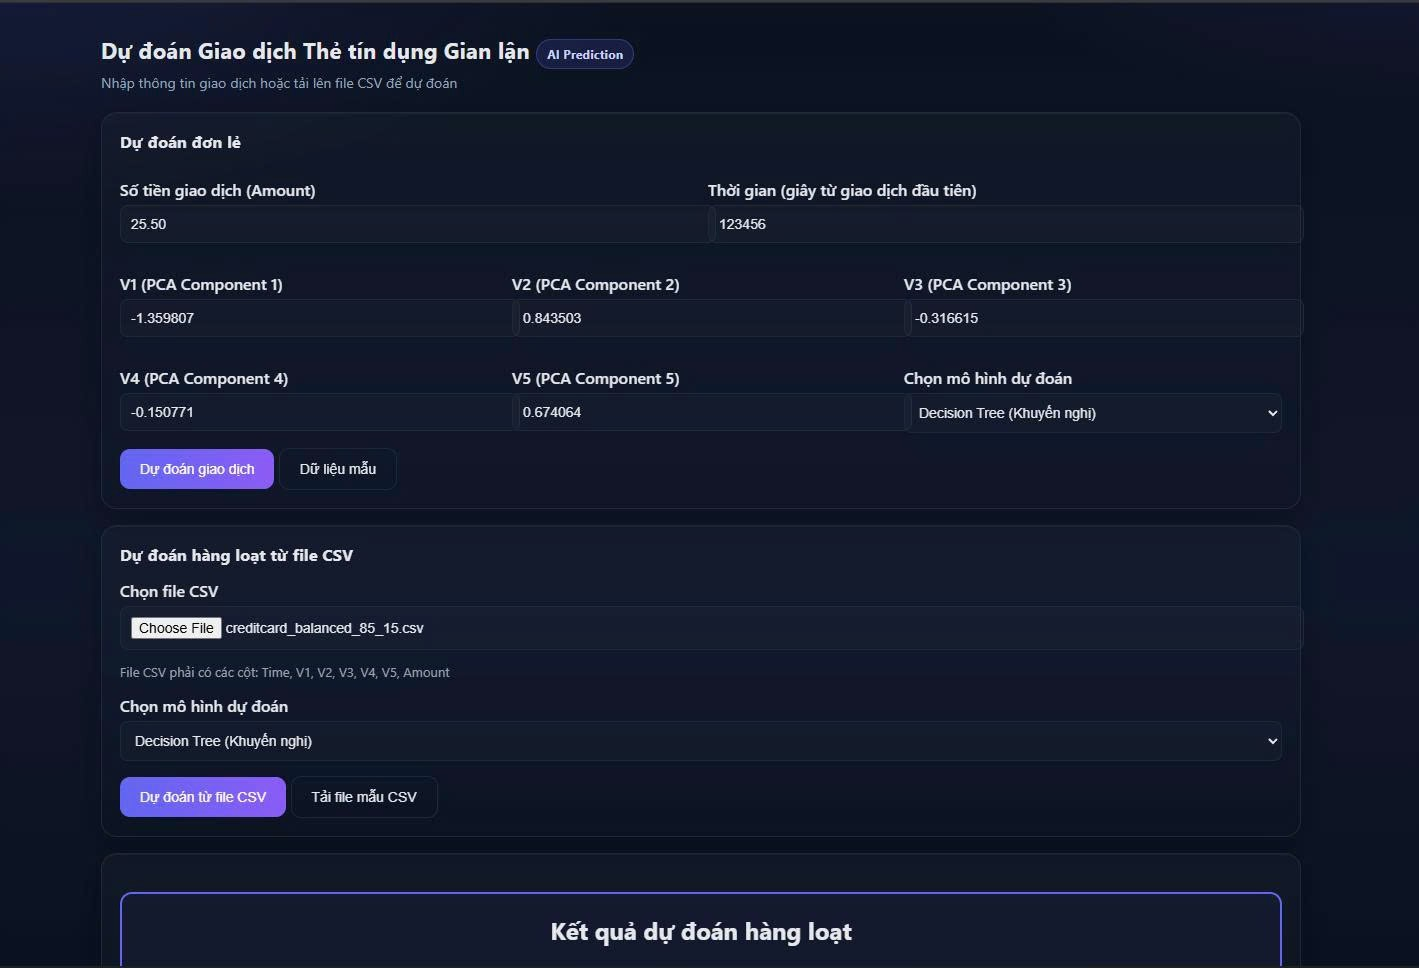 Dự đoán Giao dịch Thẻ tín dụng Gian lận AI Prediction
Nhập thông tin giao dịch hoặc tải lên file CSV để dự đoán
Dự đoán đơn lẻ
Số tiền giao dịch (Amount) Thời gian (giây từ giao dịch đầu tiên)
25.50 123456
V1 (PCA Component 1) V2 (PCA Component 2) V3 (PCA Component 3)
-1.359807 0.843503 -0.316615
V4 (PCA Component 4) V5 (PCA Component 5) Chọn mô hình dự đoán
-0.150771 0.674064 Decision Tree (Khuyến nghị)
Dự đoán giao dịch Dữ liệu mẫu
Dự đoán hàng loạt từ file CSV
Chọn file CSV
Choose File creditcard_balanced_85_15.csv
File CSV phải có các cột: Time, V1, V2, V3, V4, V5, Amount
Chọn mô hình dự đoán
Decision Tree (Khuyến nghị)
Dự đoán từ file CSV Tải file mẫu CSV
Kết quả dự đoán hàng loạt